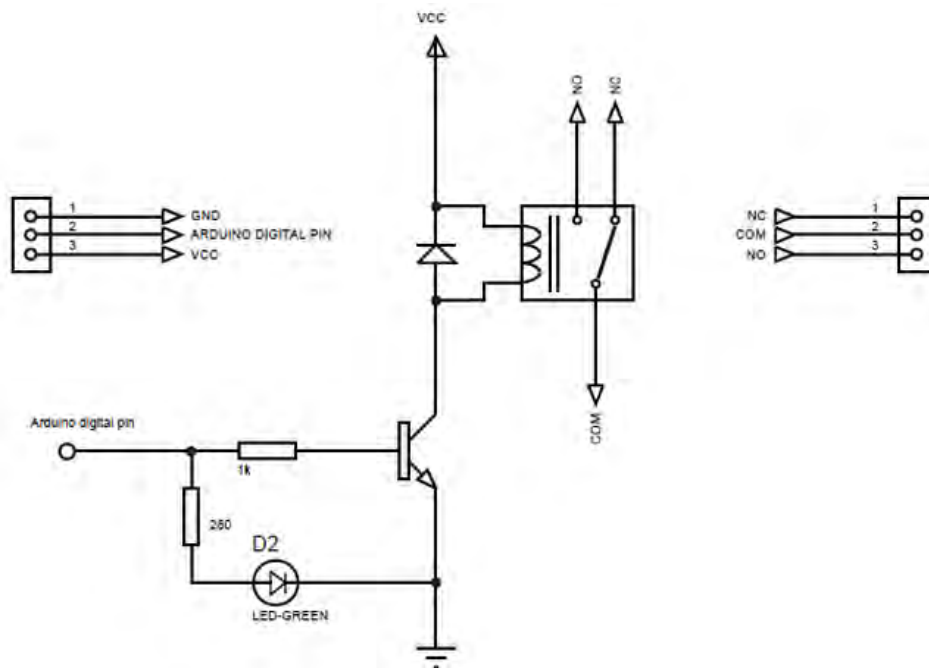 VCC
NO
NC
1
GND
2
ARDUINO DIGITAL PIN
3
VCC
NC
1
COM
2
NO
3
COM
Arduino digital pin
1k
280
D2
LED-GREEN